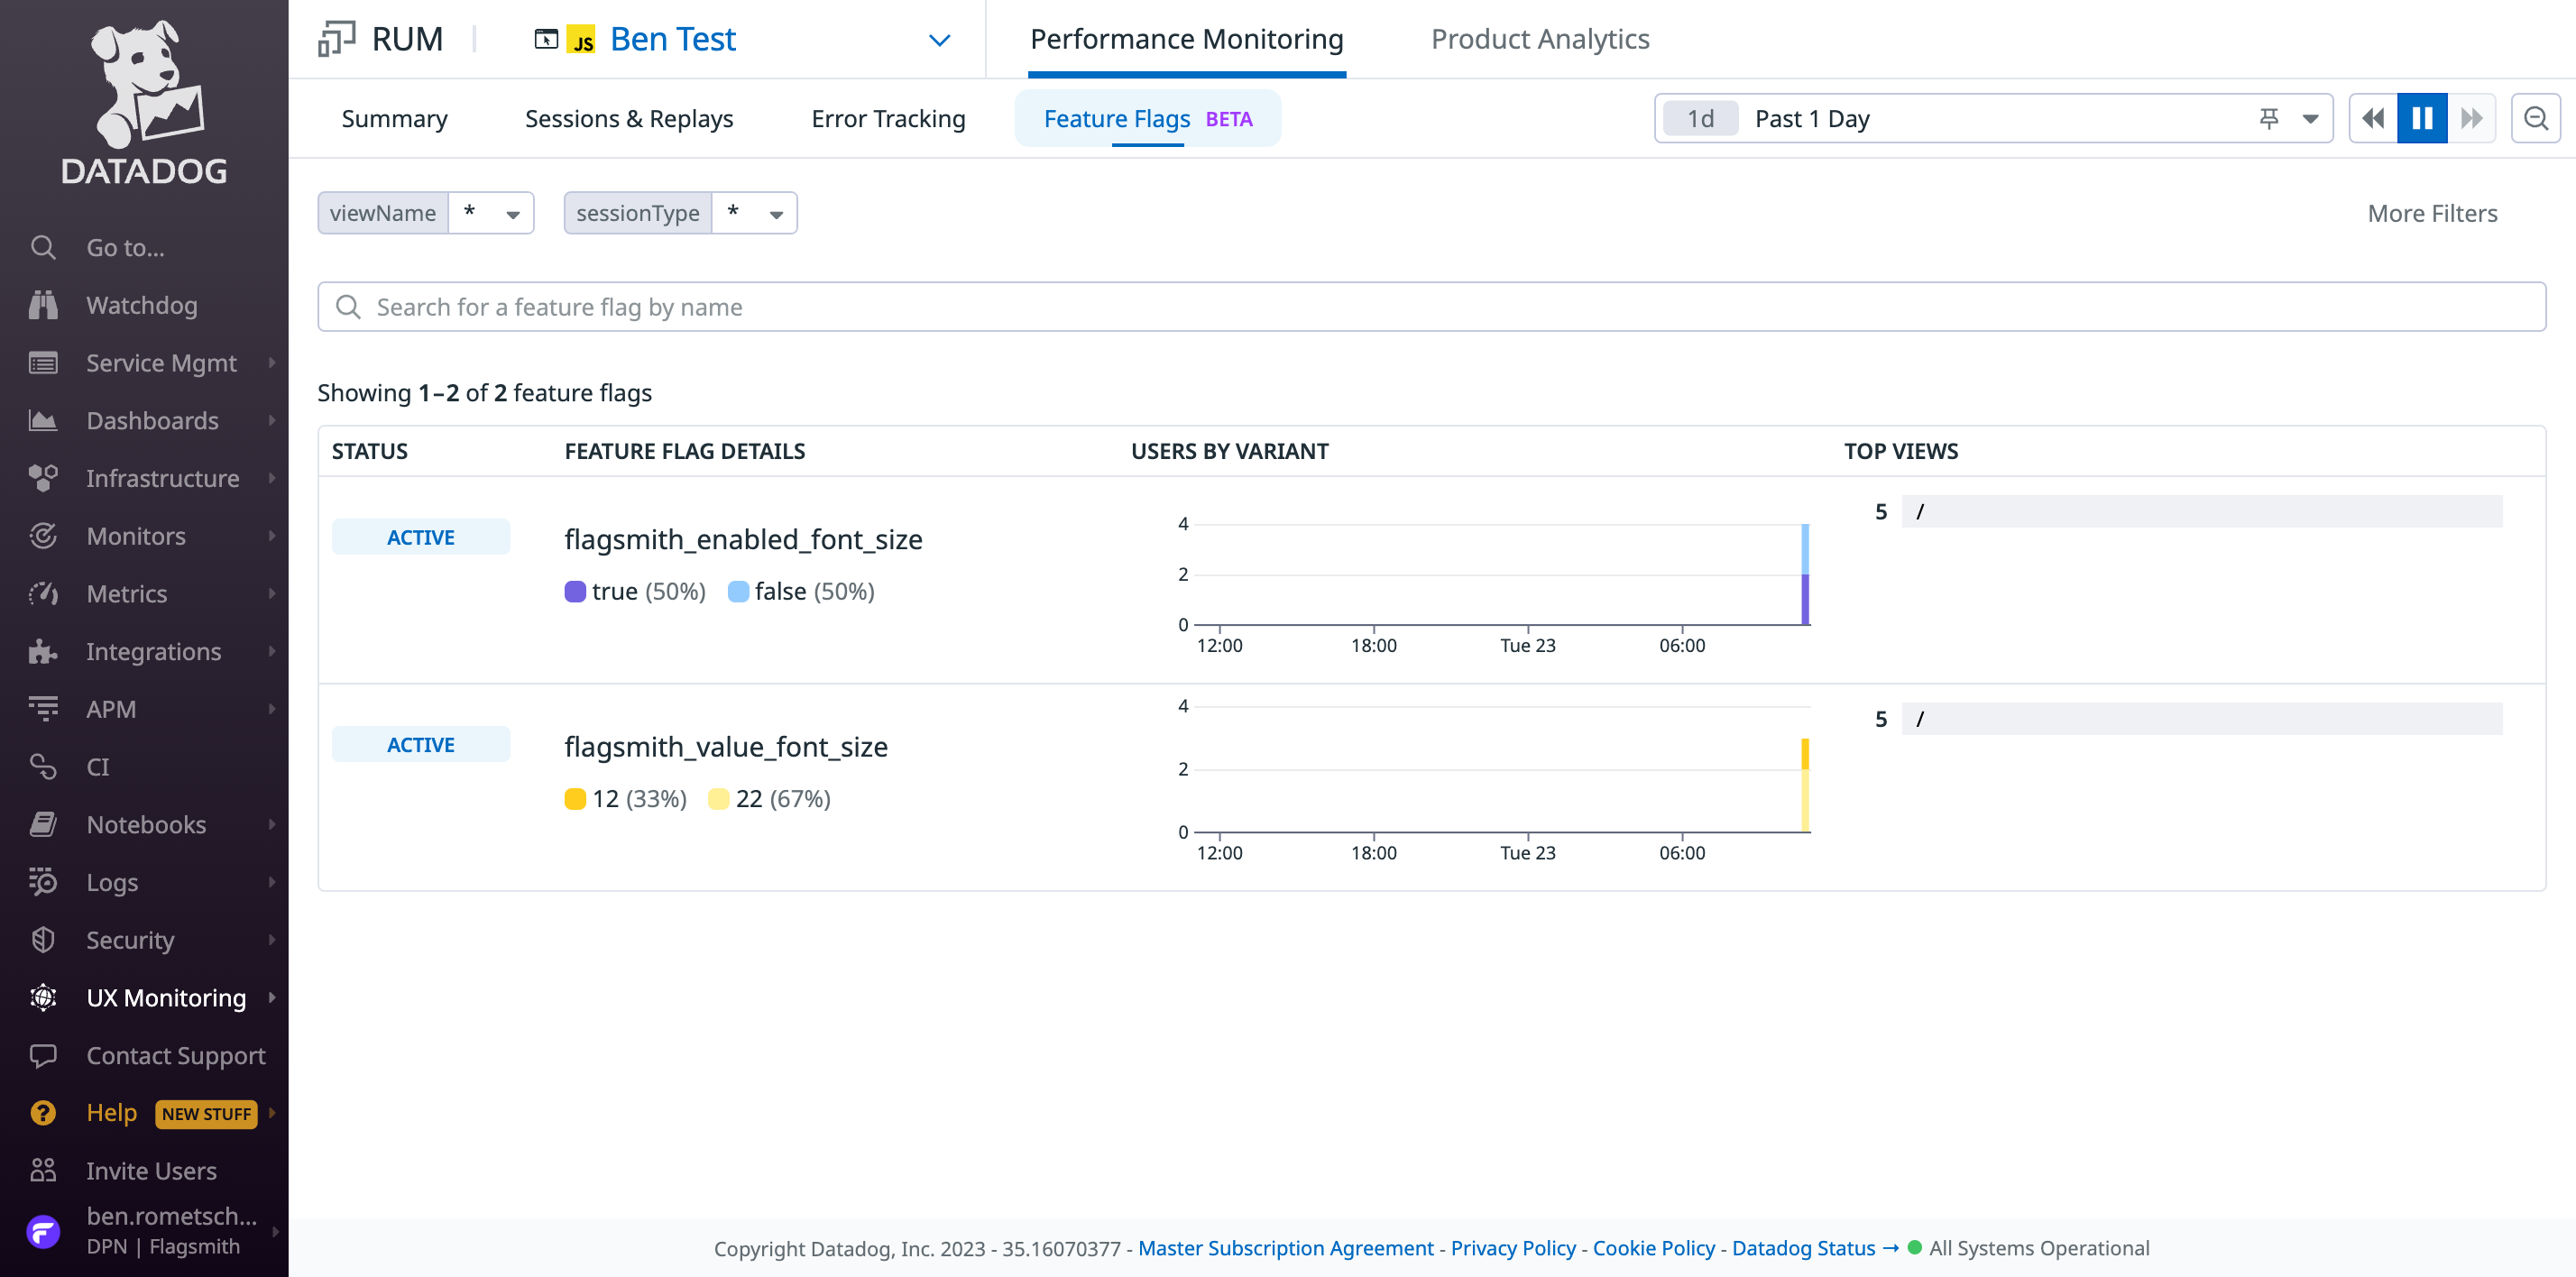 DATADOG
Go to...
Watchdog
Service Mgmt
Dashboards
Infrastructure
Monitors
Metrics
Integrations
APM
CI
Notebooks
Logs
Security
UX Monitoring
Contact Support
Help NEW STUFF
Invite Users
ben.rometsch...
DPN | Flagsmith
RUM JS Ben Test
Performance Monitoring Product Analytics
Summary Sessions & Replays Error Tracking Feature Flags BETA
1d Past 1 Day
viewName * sessionType *
More Filters
Search for a feature flag by name
Showing 1–2 of 2 feature flags
STATUS FEATURE FLAG DETAILS USERS BY VARIANT TOP VIEWS
ACTIVE
flagsmith_enabled_font_size
true (50%) false (50%)
4
2
0
12:00 18:00 Tue 23 06:00
5 /
ACTIVE
flagsmith_value_font_size
12 (33%) 22 (67%)
4
2
0
12:00 18:00 Tue 23 06:00
5 /
Copyright Datadog, Inc. 2023 - 35.16070377 - Master Subscription Agreement - Privacy Policy - Cookie Policy - Datadog Status → All Systems Operational